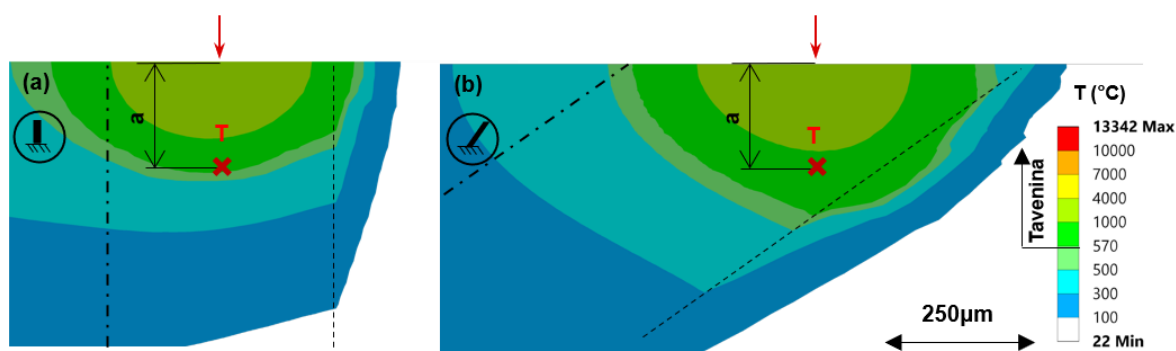 (a)
a
T
(b)
a
T
T (°C)
13342 Max
10000
7000
4000
1000
570
500
300
100
22 Min
Tavenina
250µm